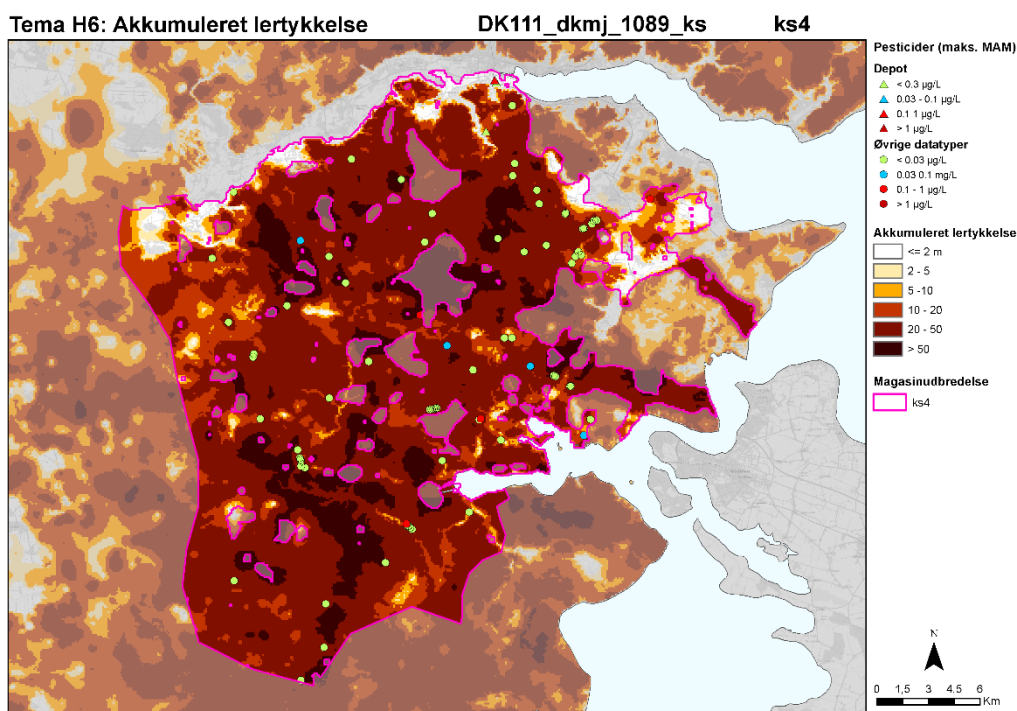 Tema H6: Akkumuleret lertykkelse DK111_dkmj_1089_ks ks4
Pesticider (maks. MAM)
Depot
< 0.3 µg/L
0.03 - 0.1 µg/L
0.1 1 µg/L
> 1 µg/L
Øvrige datatyper
< 0.03 µg/L
0.03 0.1 mg/L
0.1 - 1 µg/L
> 1 µg/L
Akkumuleret lertykkelse
<= 2 m
2 - 5
5 -10
10 - 20
20 - 50
> 50
Magasinudbredelse
ks4
N
0 1,5 3 4.5 6
Km